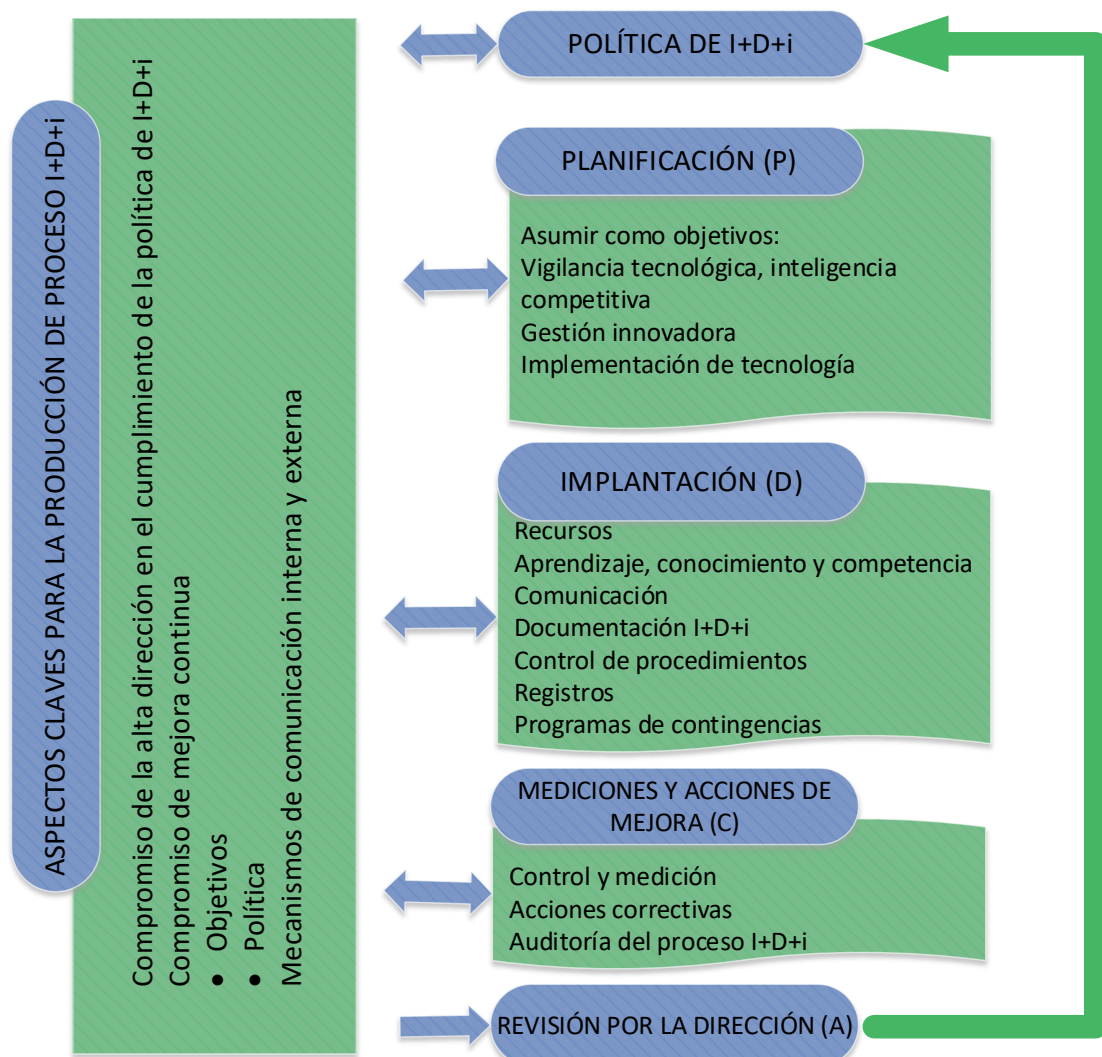 ASPECTOS CLAVES PARA LA PRODUCCIÓN DE PROCESO I+D+i
Compromiso de la alta dirección en el cumplimiento de la política de I+D+i
Compromiso de mejora continua
• Objetivos
• Política
Mecanismos de comunicación interna y externa
POLÍTICA DE I+D+i
PLANIFICACIÓN (P)
Asumir como objetivos:
Vigilancia tecnológica, inteligencia
competitiva
Gestión innovadora
Implementación de tecnología
IMPLANTACIÓN (D)
Recursos
Aprendizaje, conocimiento y competencia
Comunicación
Documentación I+D+i
Control de procedimientos
Registros
Programas de contingencias
MEDICIONES Y ACCIONES DE
MEJORA (C)
Control y medición
Acciones correctivas
Auditoría del proceso I+D+i
REVISIÓN POR LA DIRECCIÓN (A)